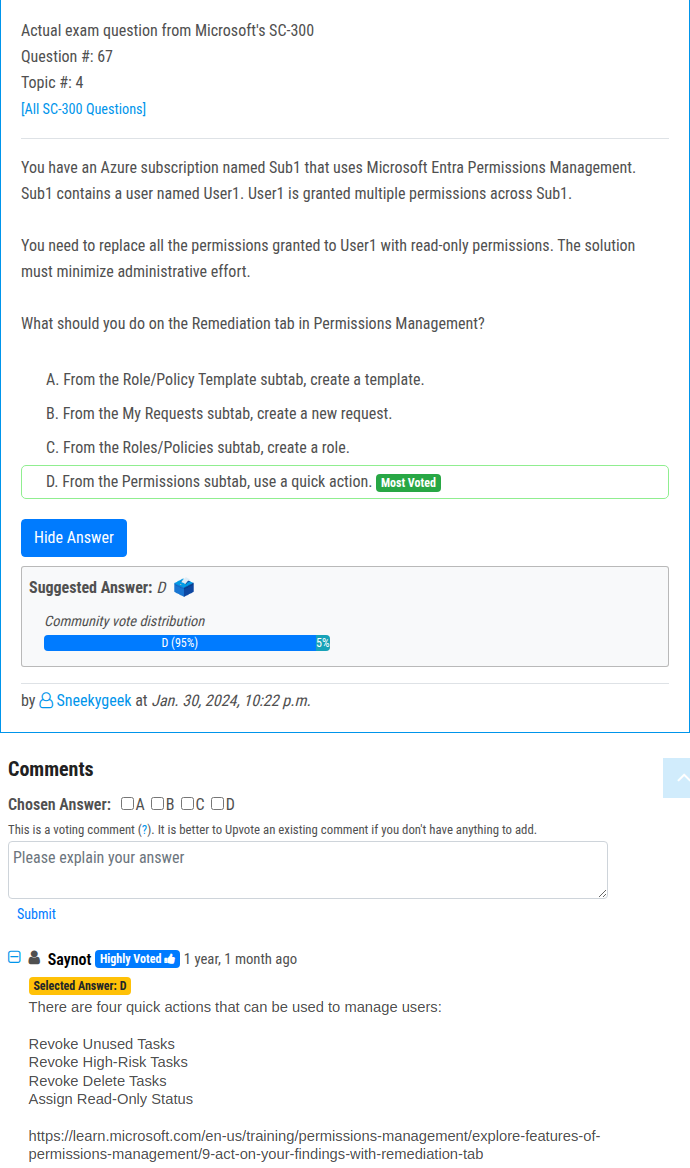 Actual exam question from Microsoft's SC-300
Question #: 67
Topic #: 4
[All SC-300 Questions]
You have an Azure subscription named Sub1 that uses Microsoft Entra Permissions Management.
Sub1 contains a user named User1. User1 is granted multiple permissions across Sub1.
You need to replace all the permissions granted to User1 with read-only permissions. The solution
must minimize administrative effort.
What should you do on the Remediation tab in Permissions Management?
A. From the Role/Policy Template subtab, create a template.
B. From the My Requests subtab, create a new request.
C. From the Roles/Policies subtab, create a role.
D. From the Permissions subtab, use a quick action. Most Voted
Hide Answer
Suggested Answer: D
Community vote distribution
D (95%) 5%
by Sneekygeek at Jan. 30, 2024, 10:22 p.m.
Comments
Chosen Answer: A B C D
This is a voting comment (?). It is better to Upvote an existing comment if you don't have anything to add.
Please explain your answer
Submit
Saynot Highly Voted 1 year, 1 month ago
Selected Answer: D
There are four quick actions that can be used to manage users:
Revoke Unused Tasks
Revoke High-Risk Tasks
Revoke Delete Tasks
Assign Read-Only Status
https://learn.microsoft.com/en-us/training/permissions-management/explore-features-of-
permissions-management/9-act-on-your-findings-with-remediation-tab